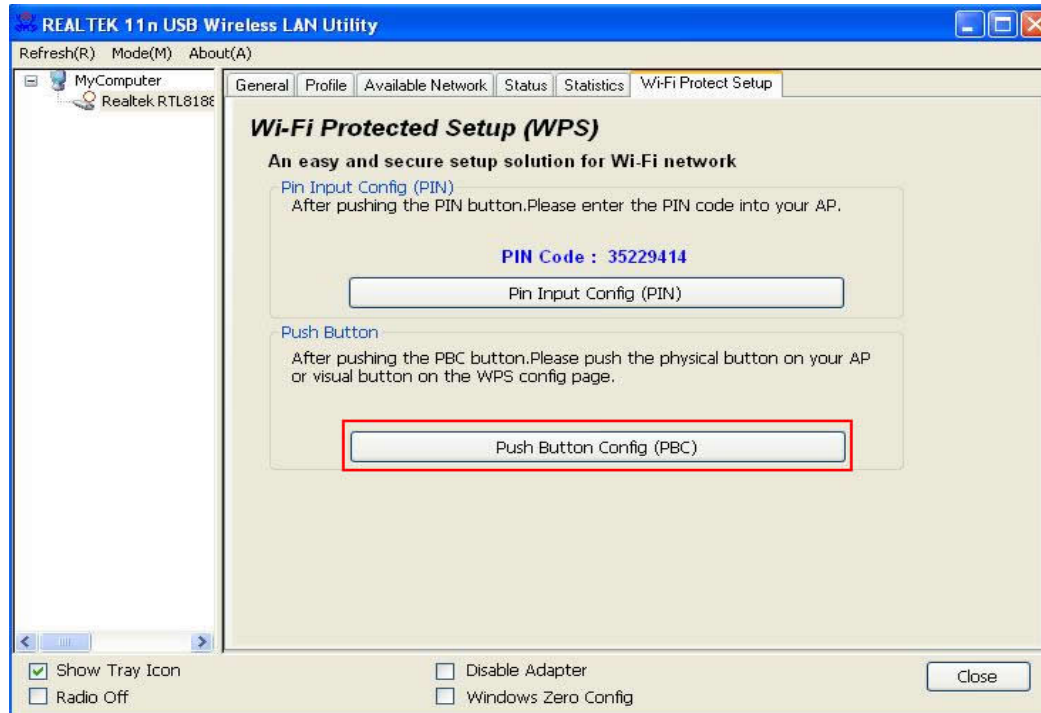 REALTEK 11n USB Wireless LAN Utility
Refresh(R) Mode(M) About(A)
MyComputer
Realtek RTL8188
General Profile Available Network Status Statistics Wi-Fi Protect Setup
Wi-Fi Protected Setup (WPS)
An easy and secure setup solution for Wi-Fi network
Pin Input Config (PIN)
After pushing the PIN button.Please enter the PIN code into your AP.
PIN Code : 35229414
Pin Input Config (PIN)
Push Button
After pushing the PBC button.Please push the physical button on your AP
or visual button on the WPS config page.
Push Button Config (PBC)
Show Tray Icon
Radio Off
Disable Adapter
Windows Zero Config
Close